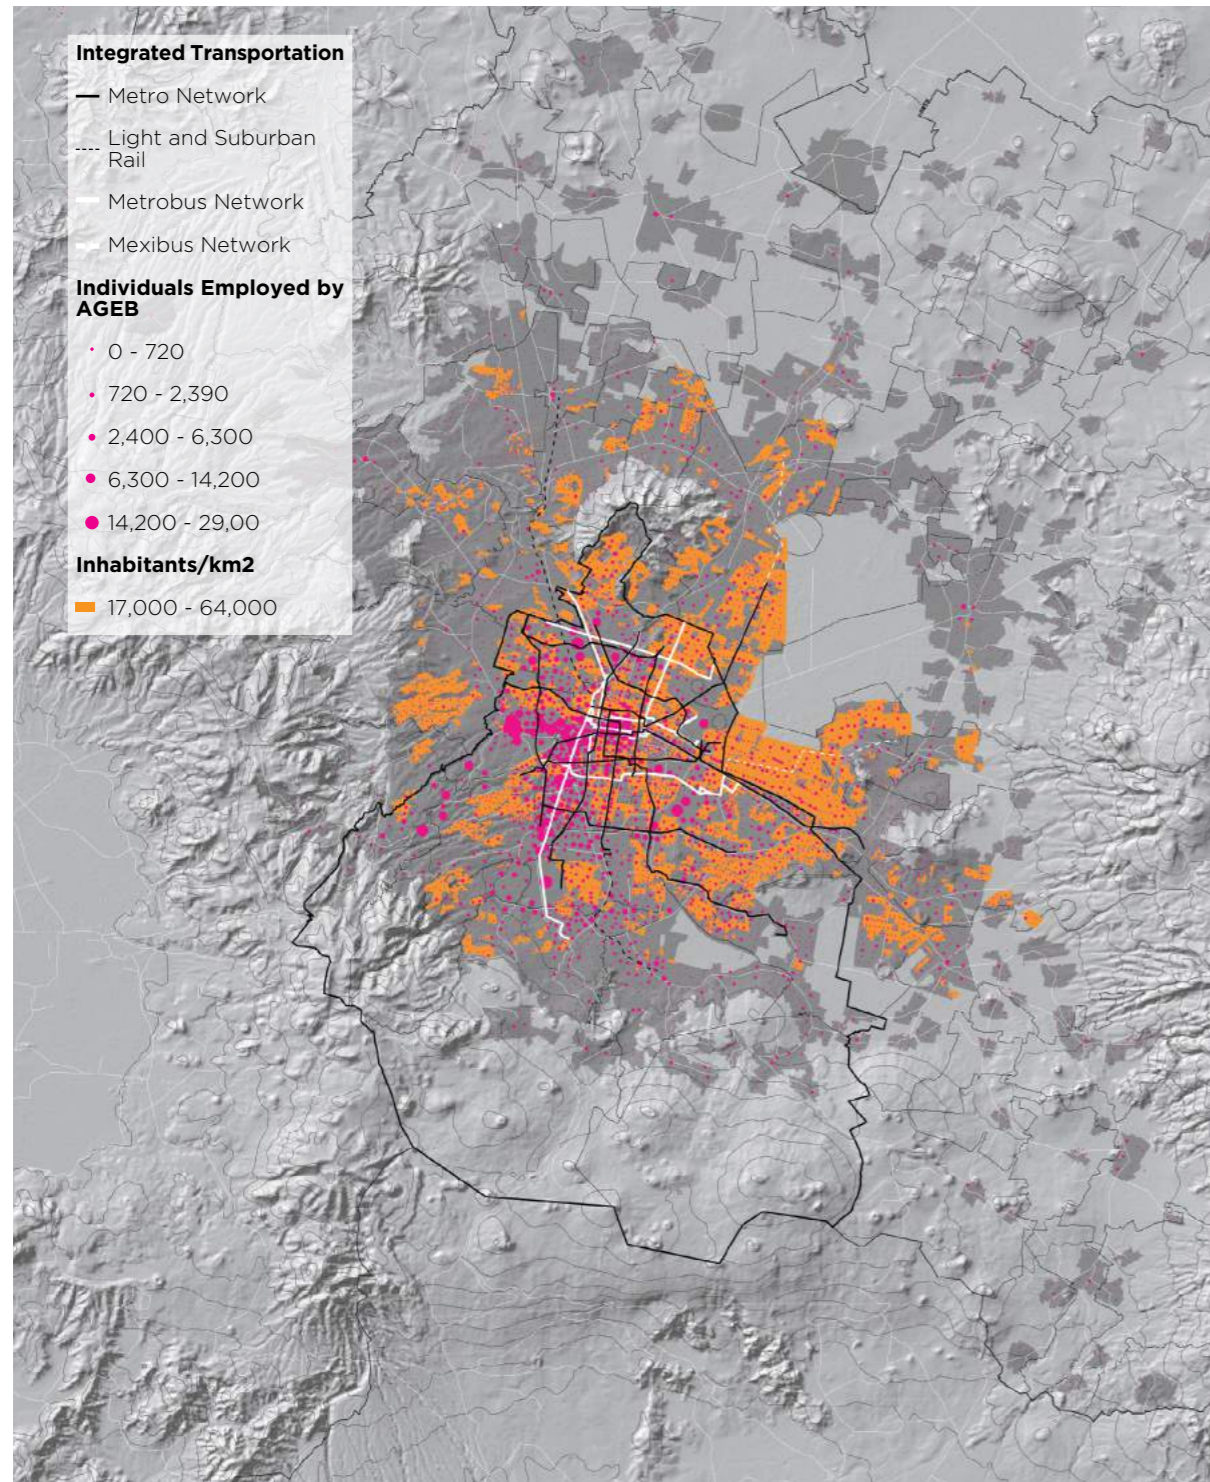 Integrated Transportation
Metro Network
Light and Suburban
Rail
Metrobus Network
Mexibus Network
Individuals Employed by
AGEB
0 - 720
720 - 2,390
2,400 - 6,300
6,300 - 14,200
14,200 - 29,00
Inhabitants/km2
17,000 - 64,000